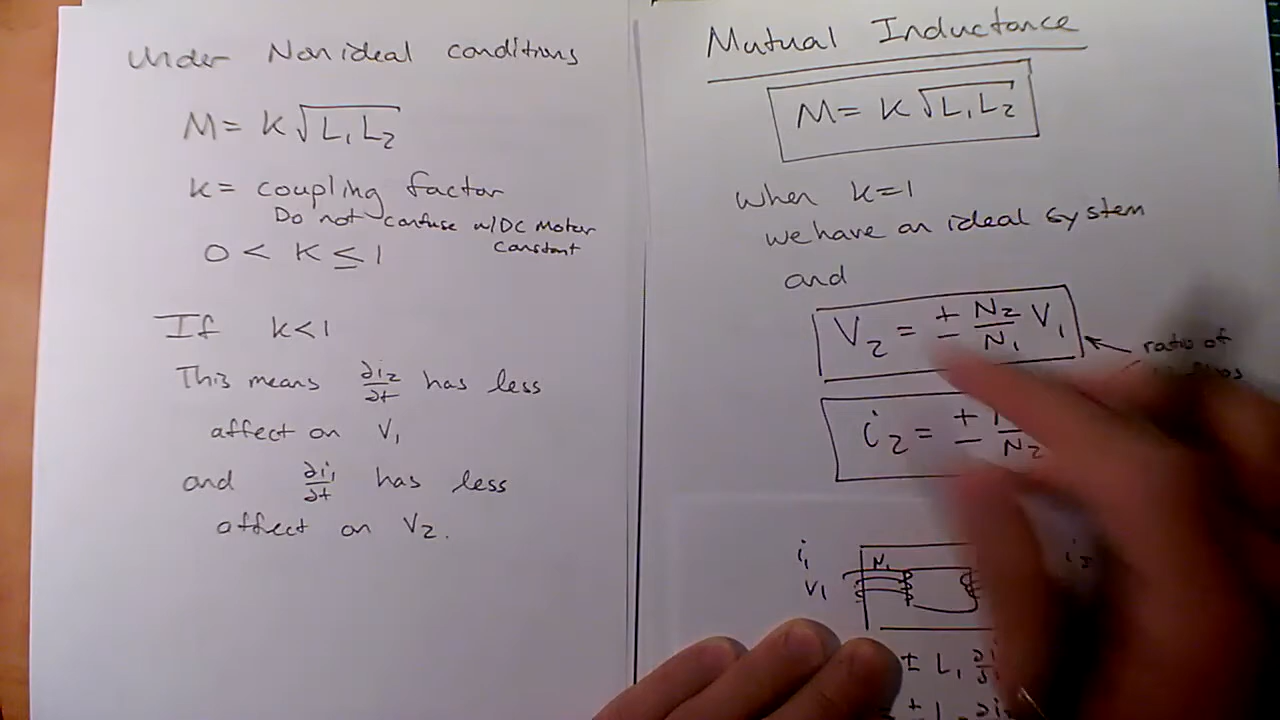 Under Nonideal conditions
M = K √L₁L₂
K = coupling factor
Do not confuse w/DC Motor
constant
0 < K ≤ 1
If k<1
This means ∂i₂/∂t has less
affect on V₁
and ∂i₁/∂t has less
affect on V₂.
Mutual Inductance
M = K √L₁L₂
when k=1
we have an ideal system
and
V₂ = ± N₂/N₁ V₁
ratio of
i₂ = ±
N₂
i₁
N₁
V₁
± L₁
±